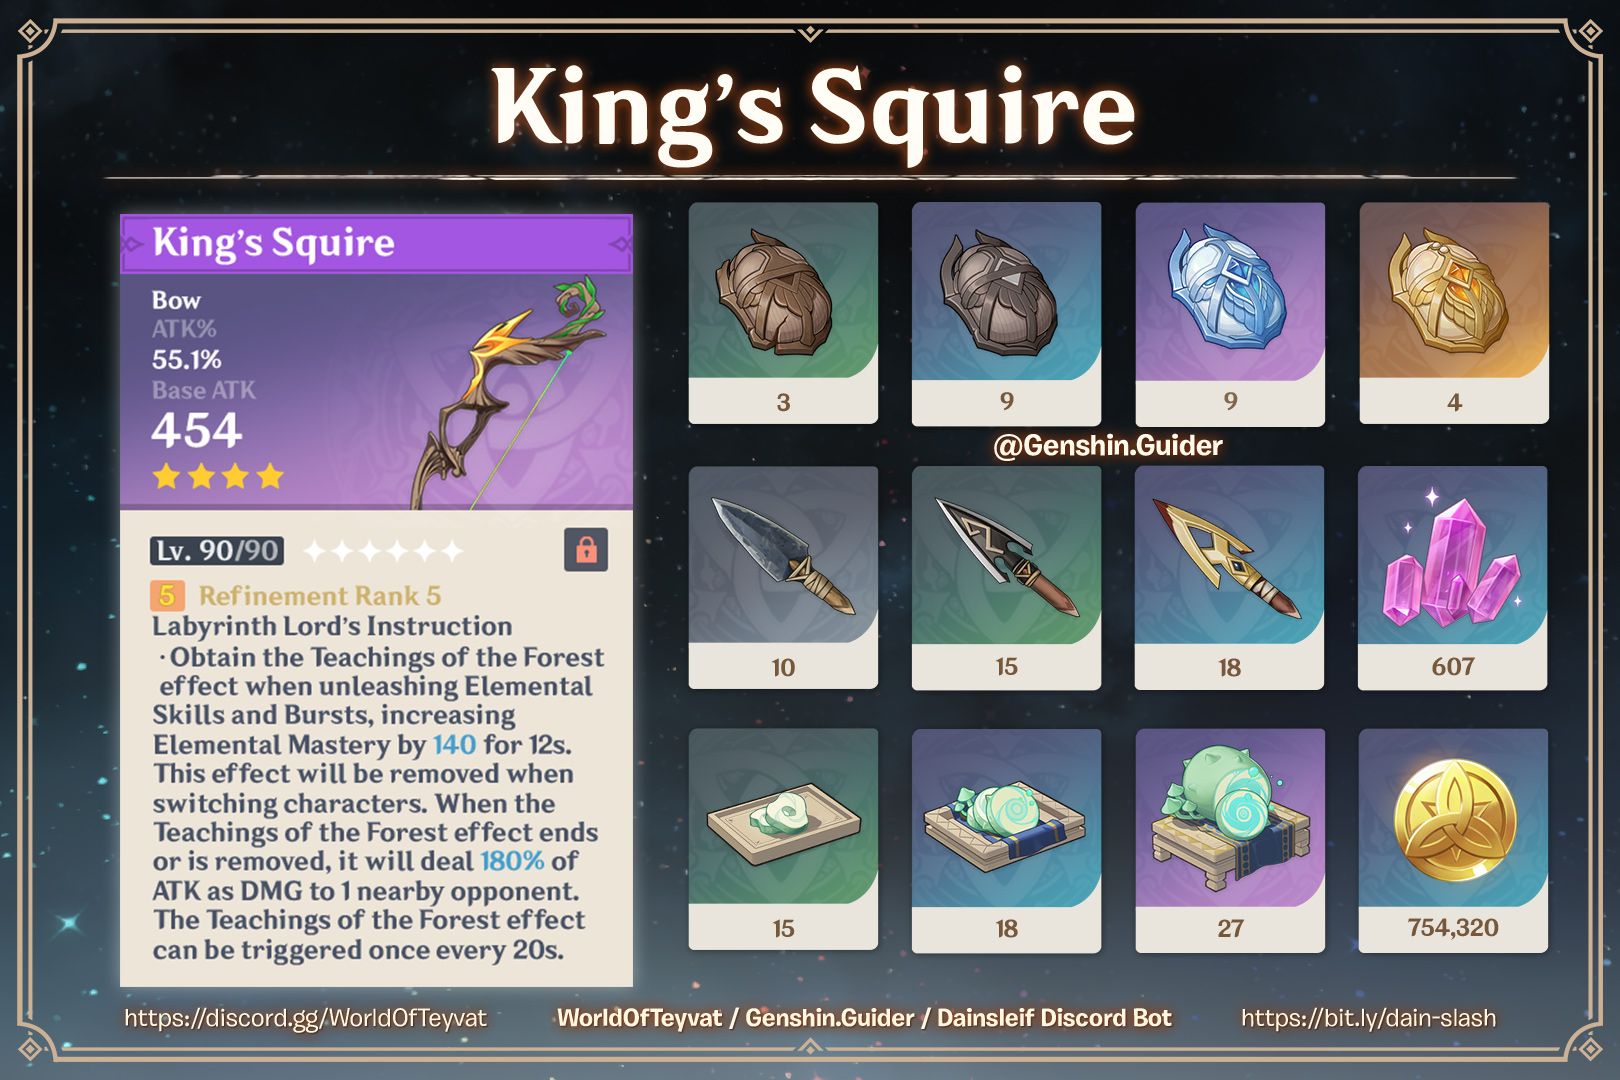 King's Squire
King's Squire
Bow
ATK%
55.1%
Base ATK
454
Lv. 90/90
5 Refinement Rank 5
Labyrinth Lord's Instruction
· Obtain the Teachings of the Forest
effect when unleashing Elemental
Skills and Bursts, increasing
Elemental Mastery by 140 for 12s.
This effect will be removed when
switching characters. When the
Teachings of the Forest effect ends
or is removed, it will deal 180% of
ATK as DMG to 1 nearby opponent.
The Teachings of the Forest effect
can be triggered once every 20s.
3 9 9 4
@Genshin.Guider
10 15 18 607
15 18 27 754,320
https://discord.gg/WorldOfTeyvat WorldOfTeyvat / Genshin.Guider / Dainsleif Discord Bot https://bit.ly/dain-slash